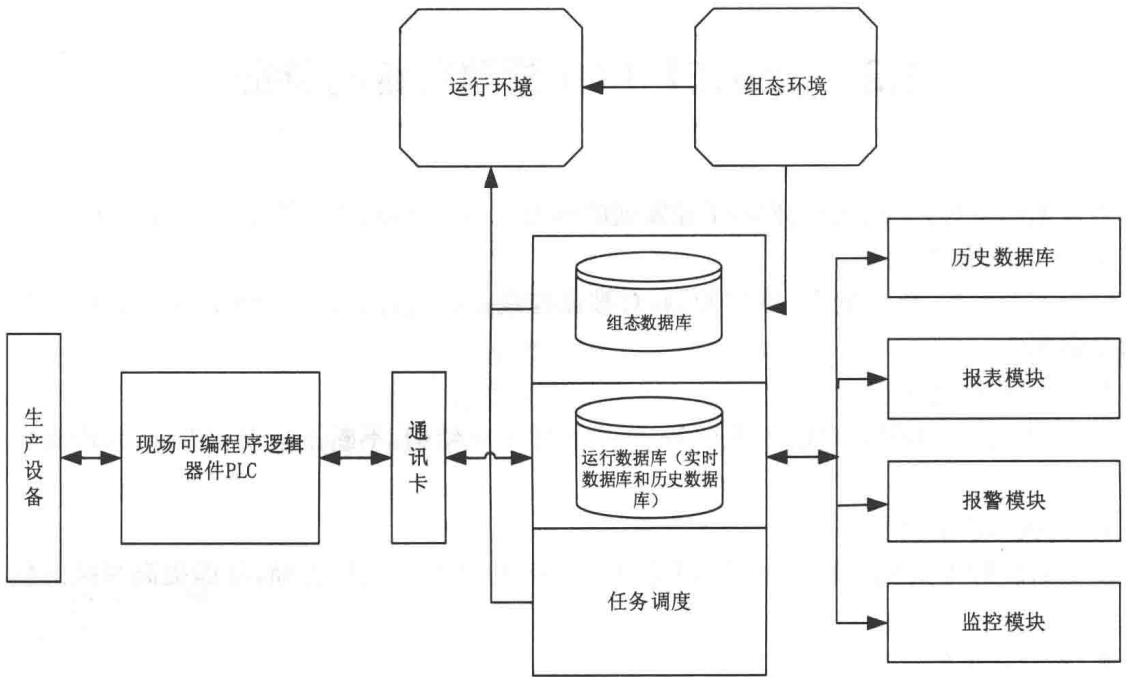 运行环境
组态环境
组态数据库
历史数据库
报表模块
生产设备
现场可编程序逻辑
器件PLC
通讯卡
运行数据库（实时
数据库和历史数据
库）
报警模块
任务调度
监控模块